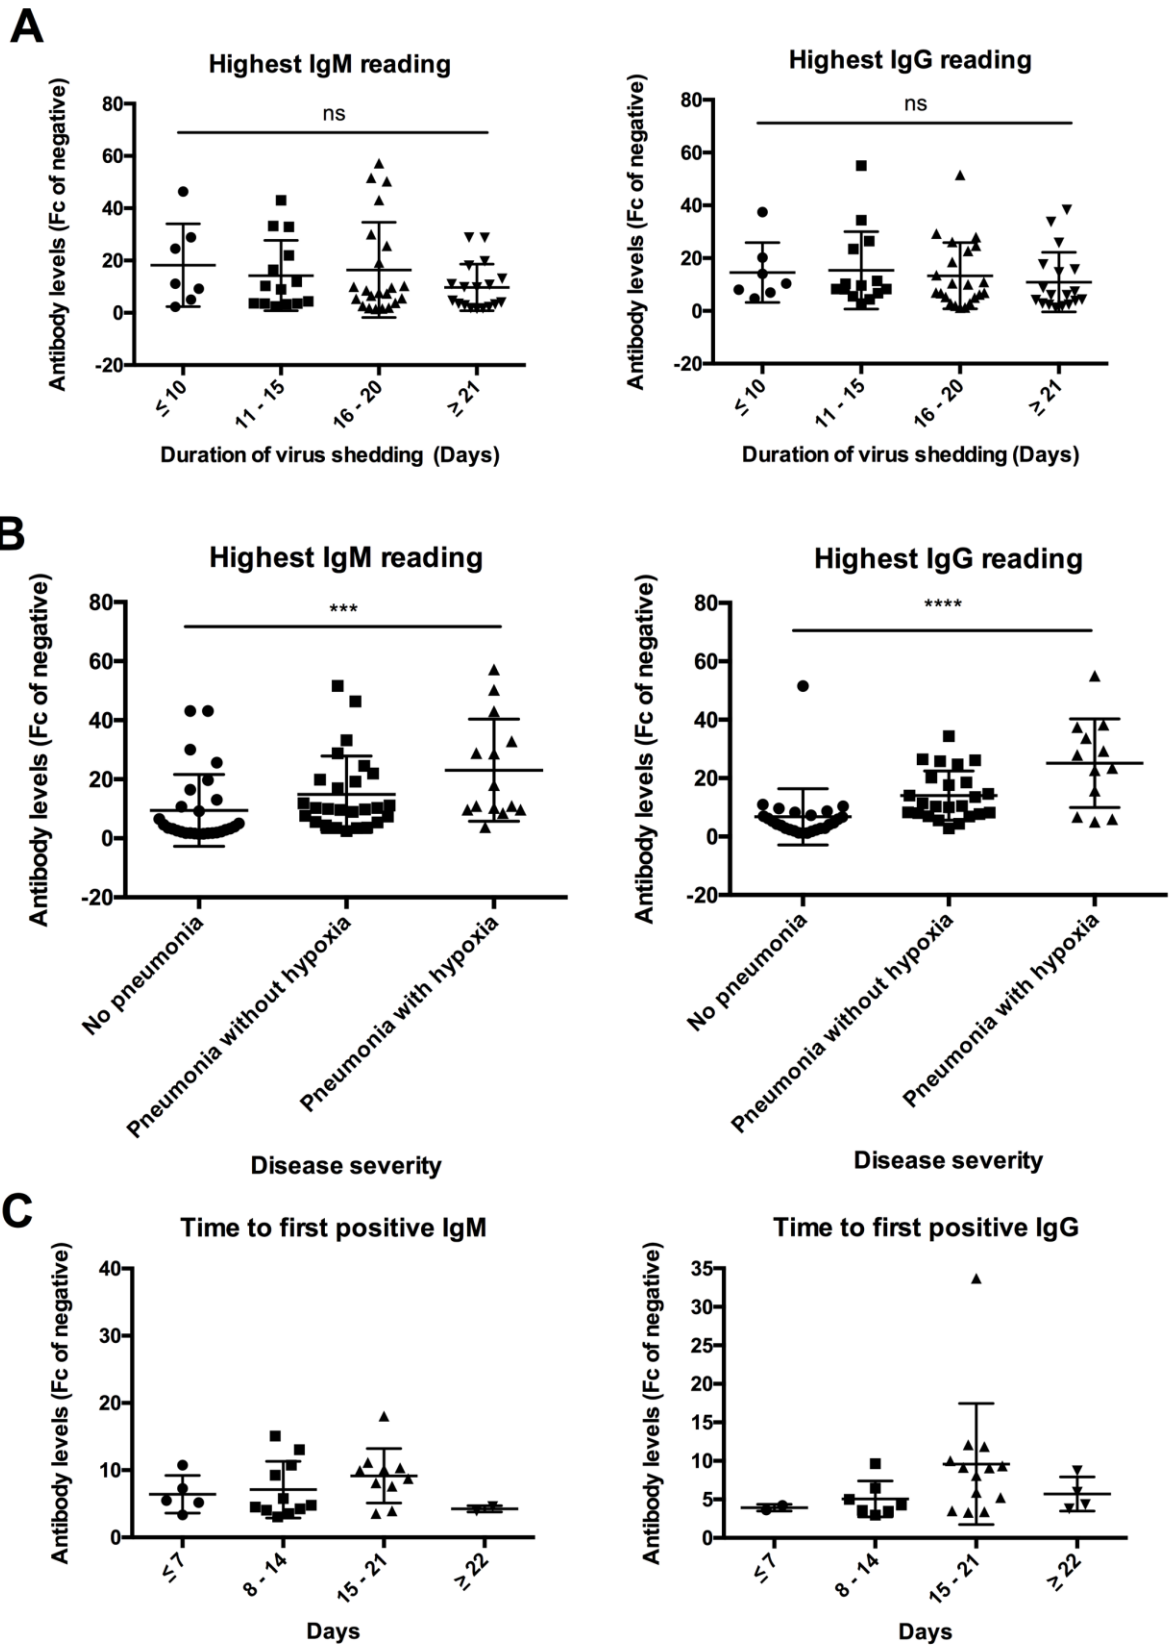 A
Highest IgM reading
Antibody levels (Fc of negative)
80
60
40
20
0
-20
ns
≤ 10
11 - 15
16 - 20
≥ 21
Duration of virus shedding (Days)
Highest IgG reading
Antibody levels (Fc of negative)
80
60
40
20
0
-20
ns
≤ 10
11 - 15
16 - 20
≥ 21
Duration of virus shedding (Days)
B
Highest IgM reading
Antibody levels (Fc of negative)
80
60
40
20
0
-20
***
No pneumonia
Pneumonia without hypoxia
Pneumonia with hypoxia
Disease severity
Highest IgG reading
Antibody levels (Fc of negative)
80
60
40
20
0
-20
****
No pneumonia
Pneumonia without hypoxia
Pneumonia with hypoxia
Disease severity
C
Time to first positive IgM
Antibody levels (Fc of negative)
40
30
20
10
0
≤ 7
8 - 14
15 - 21
≥ 22
Days
Time to first positive IgG
Antibody levels (Fc of negative)
35
30
25
20
15
10
5
0
≤ 7
8 - 14
15 - 21
≥ 22
Days